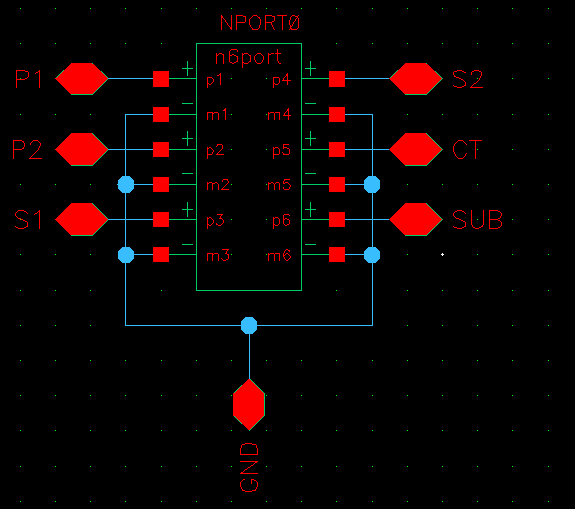 NPORT0
n6port
P1 + p1 p4 + S2
- m1 m4 -
P2 + p2 p5 + CT
- m2 m5 -
S1 + p3 p6 + SUB
- m3 m6 -
GND